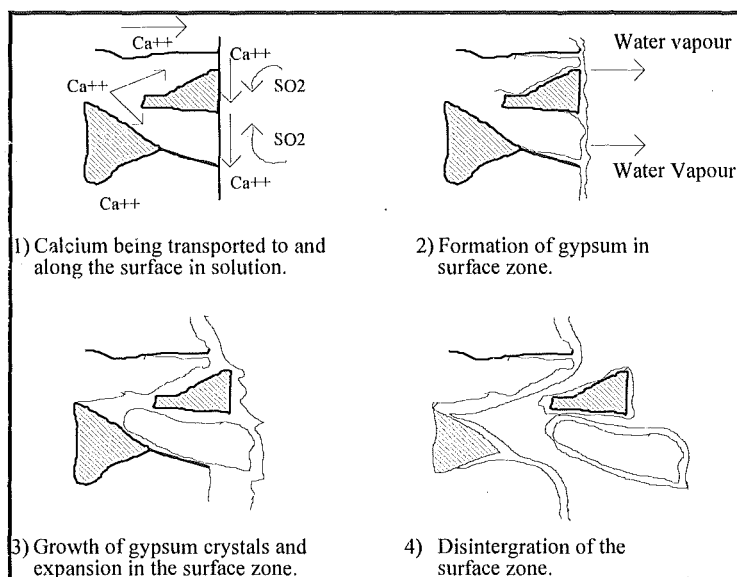 Ca++
Ca++
Ca++
SO2
SO2
Ca++
Ca++
1) Calcium being transported to and
along the surface in solution.
Water vapour
Water Vapour
2) Formation of gypsum in
surface zone.
3) Growth of gypsum crystals and
expansion in the surface zone.
4) Disintergration of the
surface zone.